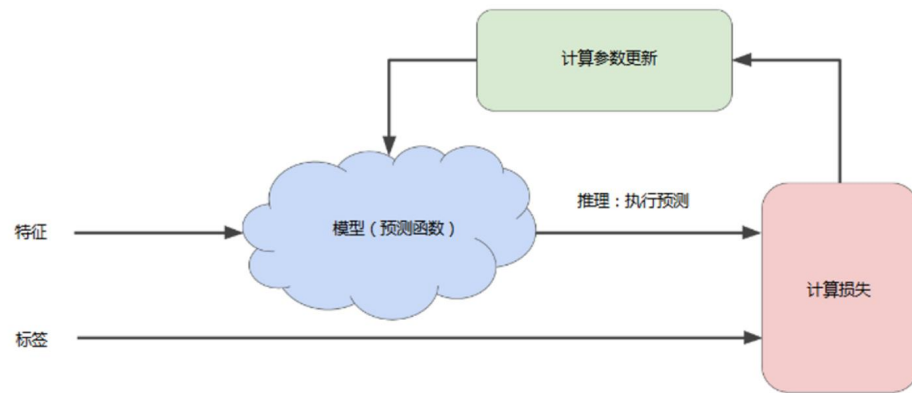 计算参数更新
推理：执行预测
特征
模型（预测函数）
计算损失
标签